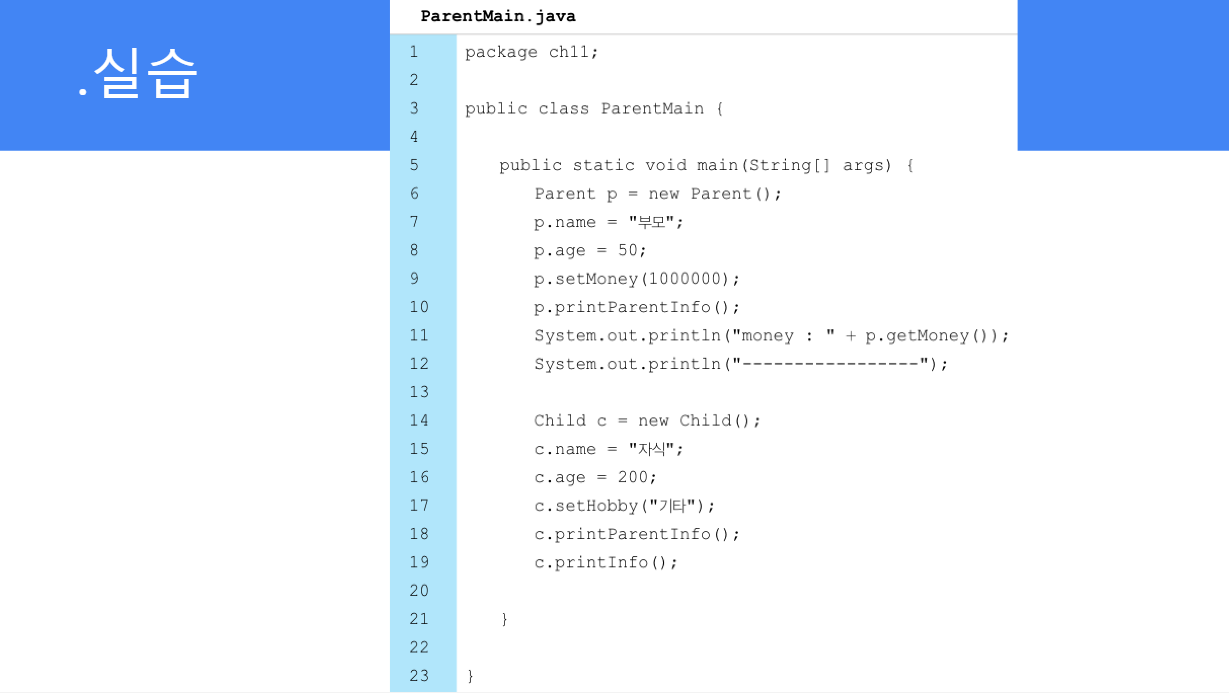 .실습
ParentMain.java
1 package ch11;
2
3 public class ParentMain {
4
5 public static void main(String[] args) {
6 Parent p = new Parent();
7 p.name = "부모";
8 p.age = 50;
9 p.setMoney(1000000);
10 p.printParentInfo();
11 System.out.println("money : " + p.getMoney());
12 System.out.println("-----------------");
13
14 Child c = new Child();
15 c.name = "자식";
16 c.age = 200;
17 c.setHobby("기타");
18 c.printParentInfo();
19 c.printInfo();
20
21 }
22
23 }